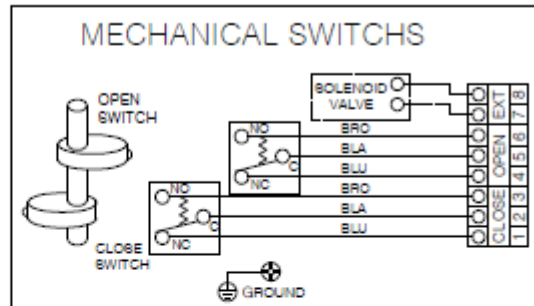 MECHANICAL SWITCHS
OPEN
SWITCH
SOLENOID
VALVE
NO
C
NC
BRO
BLA
BLU
NO
C
NC
BRO
BLA
BLU
EXT
OPEN
CLOSE
8
7
6
5
4
3
2
1
CLOSE
SWITCH
GROUND